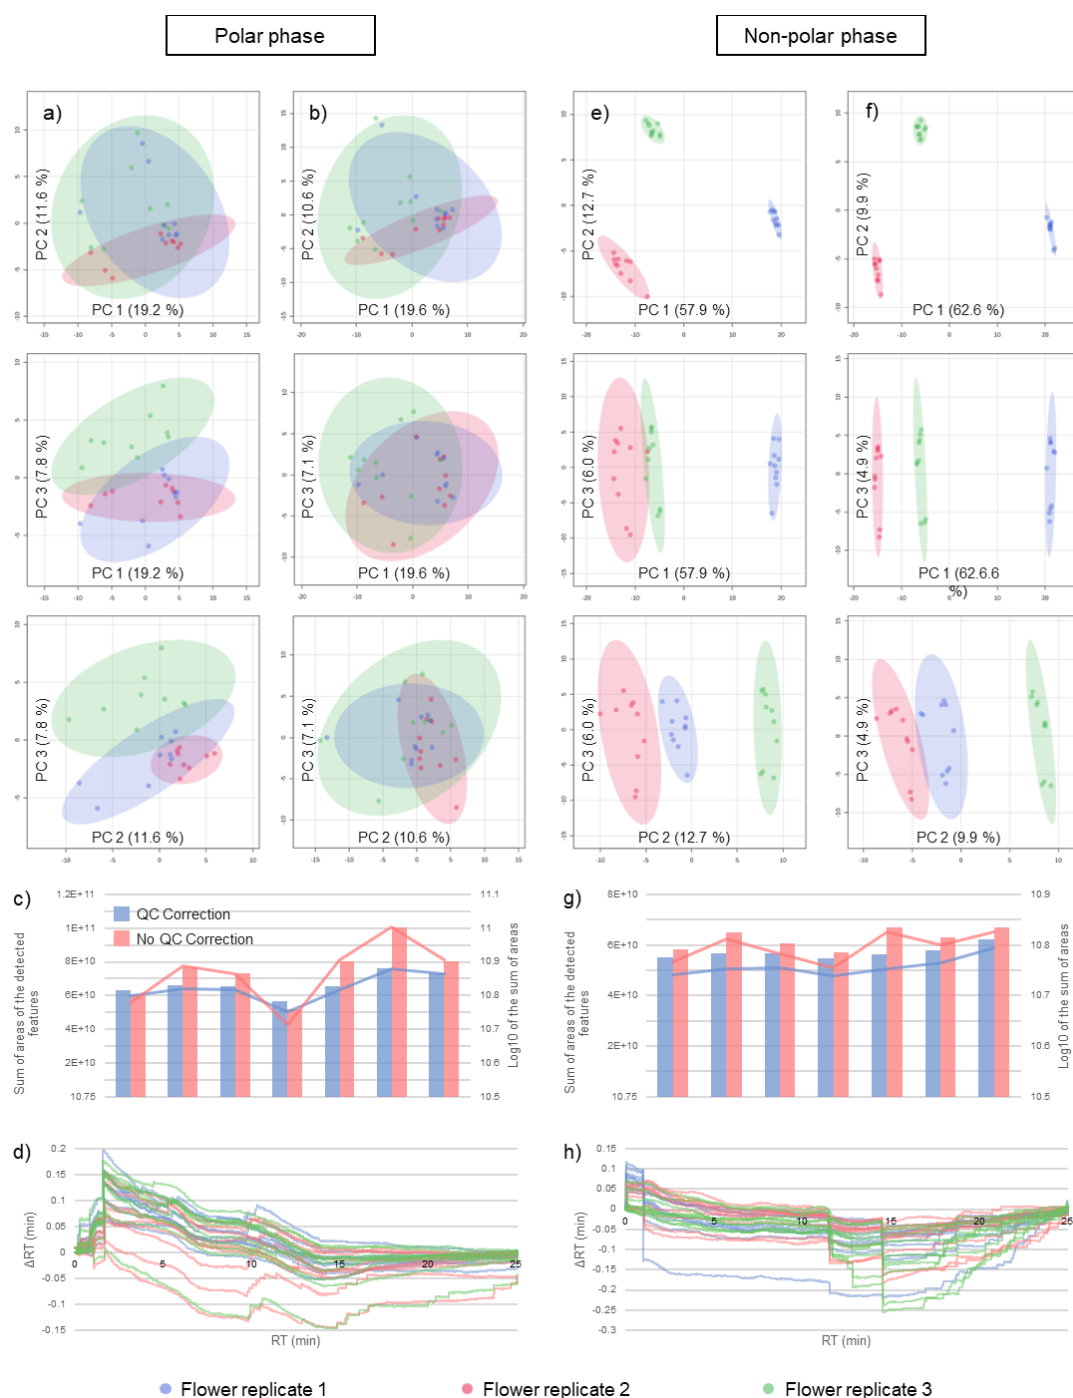 Polar phase
Non-polar phase
a)
PC 2 (11.6 %)
PC 1 (19.2 %)
b)
PC 2 (10.6 %)
PC 1 (19.6 %)
e)
PC 2 (12.7 %)
PC 1 (57.9 %)
f)
PC 2 (9.9 %)
PC 1 (62.6 %)
PC 3 (7.8 %)
PC 1 (19.2 %)
PC 3 (7.1 %)
PC 1 (19.6 %)
PC 3 (6.0 %)
PC 1 (57.9 %)
PC 3 (4.9 %)
PC 1 (62.6.6
%)
PC 3 (7.8 %)
PC 2 (11.6 %)
PC 3 (7.1 %)
PC 2 (10.6 %)
PC 3 (6.0 %)
PC 2 (12.7 %)
PC 3 (4.9 %)
PC 2 (9.9 %)
c)
Sum of areas of the detected
features
1.2E+11
1E+11
8E+10
6E+10
4E+10
2E+10
10.75
QC Correction
No QC Correction
11.1
11
10.9
10.8
10.7
10.6
10.5
Log10 of the sum of areas
g)
Sum of areas of the detected
features
8E+10
6E+10
4E+10
2E+10
10.75
10.9
10.8
10.7
10.6
10.5
Log10 of the sum of areas
d)
ΔRT (min)
0.2
0.15
0.1
0.05
0
-0.05
-0.1
-0.15
0 5 10 15 20 25
RT (min)
h)
ΔRT (min)
0.15
0.1
0.05
0
-0.05
-0.1
-0.15
-0.2
-0.25
-0.3
0 5 10 15 20 25
RT (min)
Flower replicate 1
Flower replicate 2
Flower replicate 3